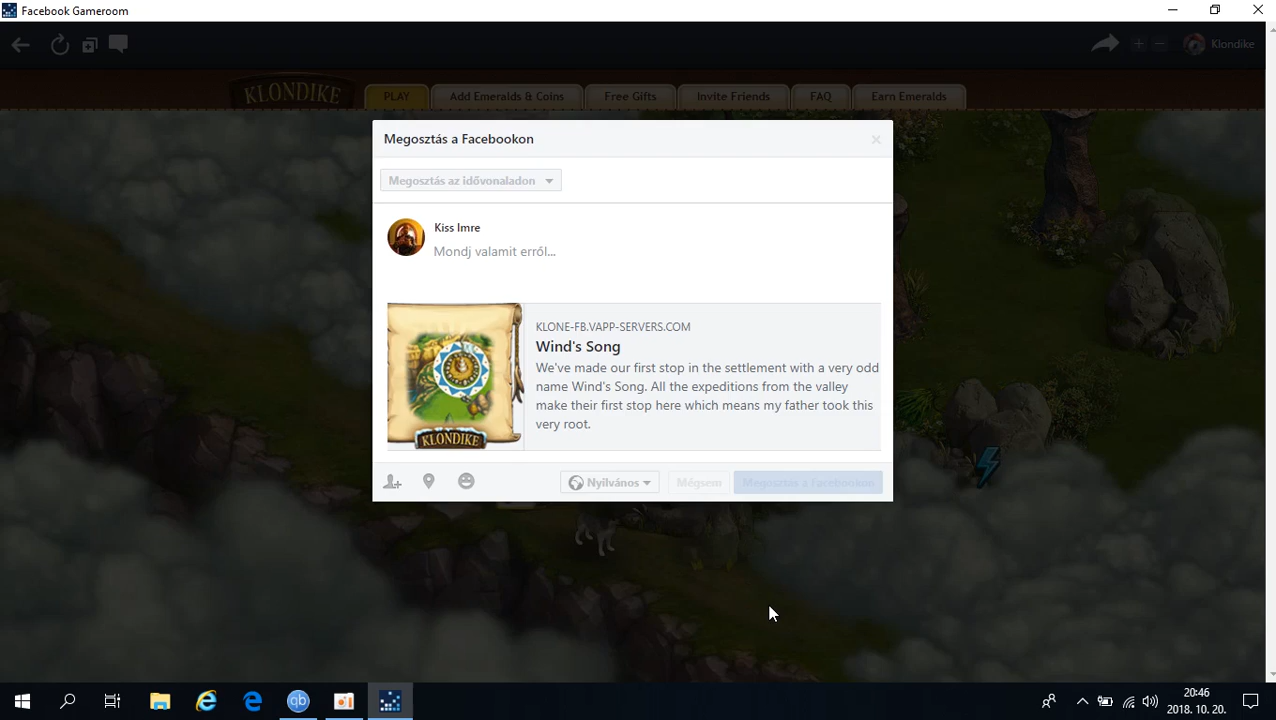 Facebook Gameroom
Klondike
KLONDIKE
PLAY
Add Emeralds & Coins
Free Gifts
Invite Friends
FAQ
Earn Emeralds
Megosztás a Facebookon
Megosztás az idővonaladon
Kiss Imre
Mondj valamit erről...
KLONDIKE
KLONE-FB.VAPP-SERVERS.COM
Wind's Song
We've made our first stop in the settlement with a very odd
name Wind's Song. All the expeditions from the valley
make their first stop here which means my father took this
very root.
Nyilvános
Mégsem
Megosztás a Facebookon
qb
20:46
2018. 10. 20.